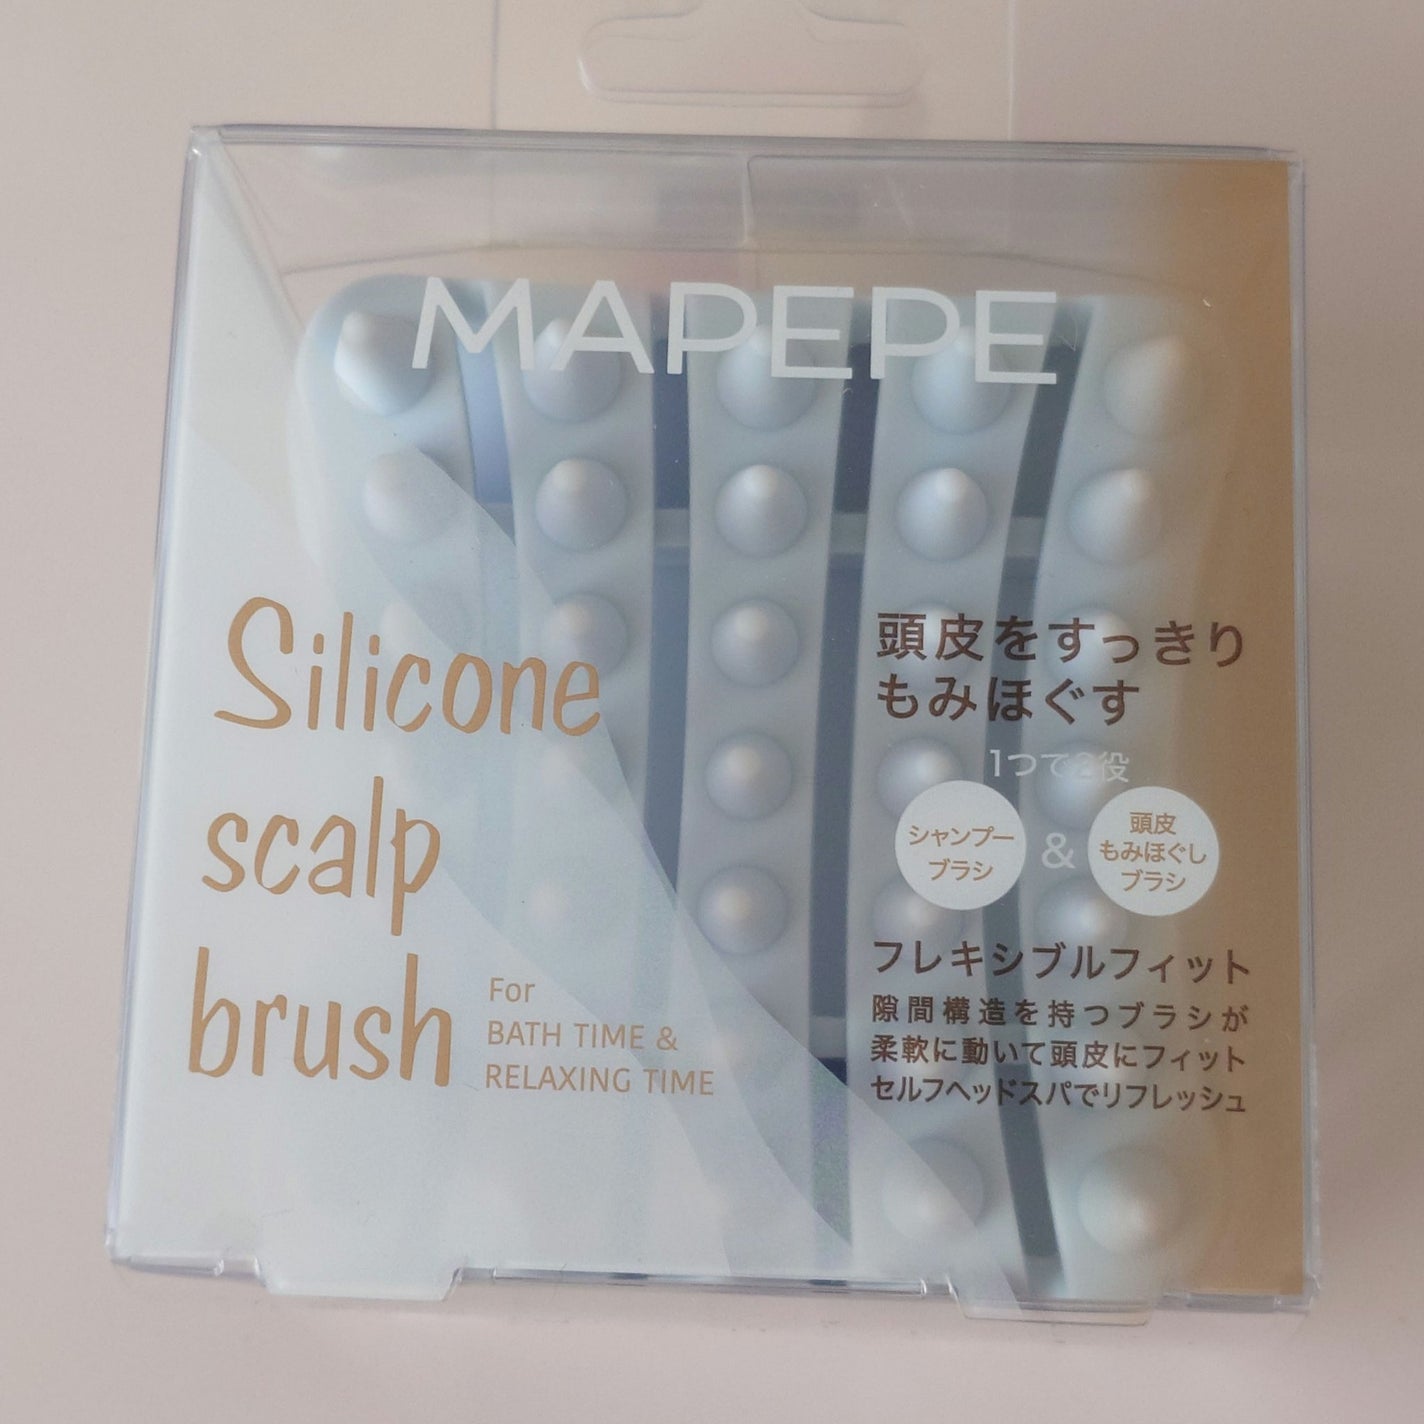 MAPEPE
Silicone
scalp
brush
For
BATH TIME &
RELAXING TIME
頭皮をすっきり
もみほぐす
1つで2役
シャンプー
ブラシ
&
頭皮
もみほぐし
ブラシ
フレキシブルフィット
隙間構造を持つブラシが
柔軟に動いて頭皮にフィット
セルフヘッドスパでリフレッシュ